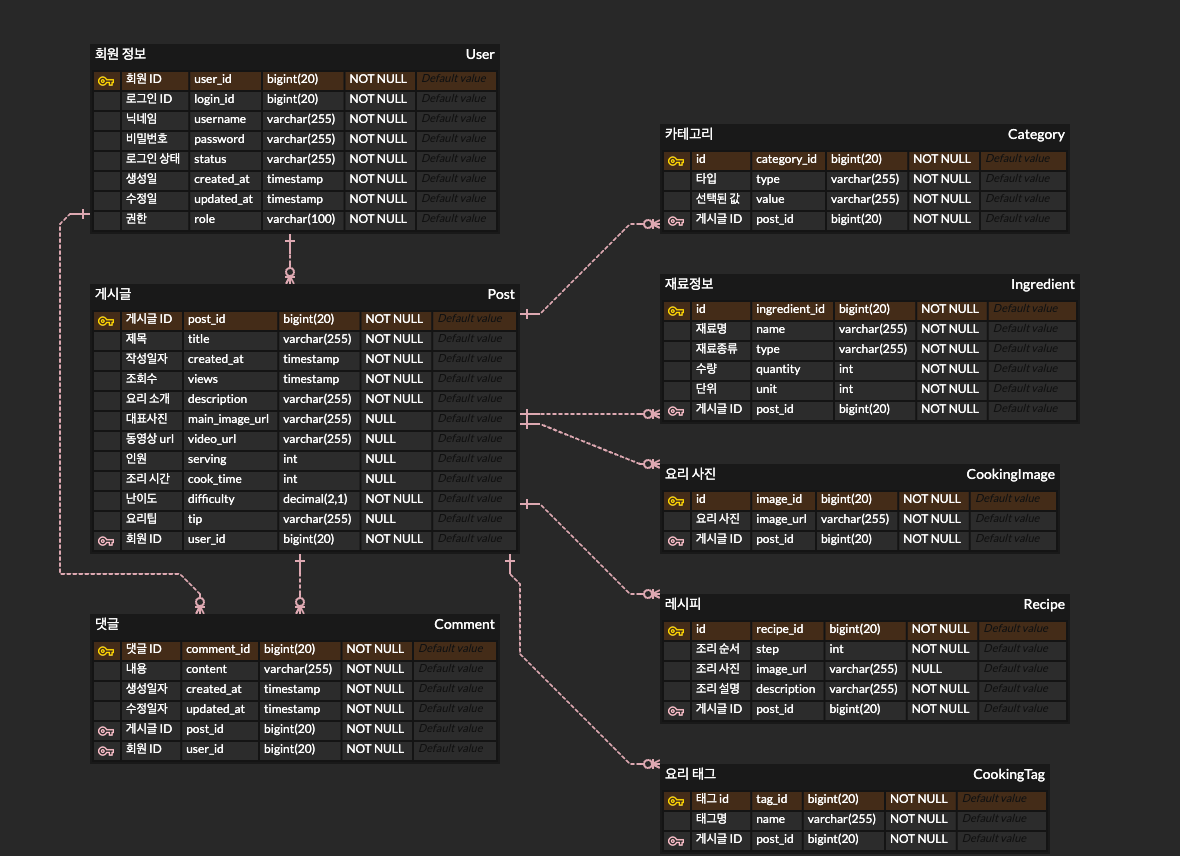 회원 정보 User
회원 ID user_id bigint(20) NOT NULL Default value
로그인 ID login_id bigint(20) NOT NULL Default value
닉네임 username varchar(255) NOT NULL Default value
비밀번호 password varchar(255) NOT NULL Default value
로그인 상태 status varchar(255) NOT NULL Default value
생성일 created_at timestamp NOT NULL Default value
수정일 updated_at timestamp NOT NULL Default value
권한 role varchar(100) NOT NULL Default value
게시글 Post
게시글 ID post_id bigint(20) NOT NULL Default value
제목 title varchar(255) NOT NULL Default value
작성일자 created_at timestamp NOT NULL Default value
조회수 views timestamp NOT NULL Default value
요리 소개 description varchar(255) NOT NULL Default value
대표사진 main_image_url varchar(255) NULL Default value
동영상 url video_url varchar(255) NULL Default value
인원 serving int NULL Default value
조리 시간 cook_time int NULL Default value
난이도 difficulty decimal(2,1) NOT NULL Default value
요리팁 tip varchar(255) NULL Default value
회원 ID user_id bigint(20) NOT NULL Default value
댓글 Comment
댓글 ID comment_id bigint(20) NOT NULL Default value
내용 content varchar(255) NOT NULL Default value
생성일자 created_at timestamp NOT NULL Default value
수정일자 updated_at timestamp NOT NULL Default value
게시글 ID post_id bigint(20) NOT NULL Default value
회원 ID user_id bigint(20) NOT NULL Default value
카테고리 Category
id category_id bigint(20) NOT NULL Default value
타입 type varchar(255) NOT NULL Default value
선택된 값 value varchar(255) NOT NULL Default value
게시글 ID post_id bigint(20) NOT NULL Default value
재료정보 Ingredient
id ingredient_id bigint(20) NOT NULL Default value
재료명 name varchar(255) NOT NULL Default value
재료종류 type varchar(255) NOT NULL Default value
수량 quantity int NOT NULL Default value
단위 unit int NOT NULL Default value
게시글 ID post_id bigint(20) NOT NULL Default value
요리 사진 CookingImage
id image_id bigint(20) NOT NULL Default value
요리 사진 image_url varchar(255) NOT NULL Default value
게시글 ID post_id bigint(20) NOT NULL Default value
레시피 Recipe
id recipe_id bigint(20) NOT NULL Default value
조리 순서 step int NOT NULL Default value
조리 사진 image_url varchar(255) NULL Default value
조리 설명 description varchar(255) NOT NULL Default value
게시글 ID post_id bigint(20) NOT NULL Default value
요리 태그 CookingTag
태그 id tag_id bigint(20) NOT NULL Default value
태그명 name varchar(255) NOT NULL Default value
게시글 ID post_id bigint(20) NOT NULL Default value